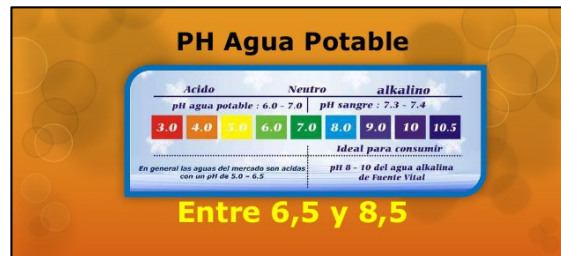 PH Agua Potable
Acido Neutro alkalino
pH agua potable : 6.0 - 7.0 pH sangre : 7.3 - 7.4
3.0 4.0 5.0 6.0 7.0 8.0 9.0 10 10.5
Ideal para consumir
En general las aguas del mercado son acidas
con un pH de 5.0 - 6.5
pH 8 - 10 del agua alkalina
de Fuente Vital
Entre 6,5 y 8,5